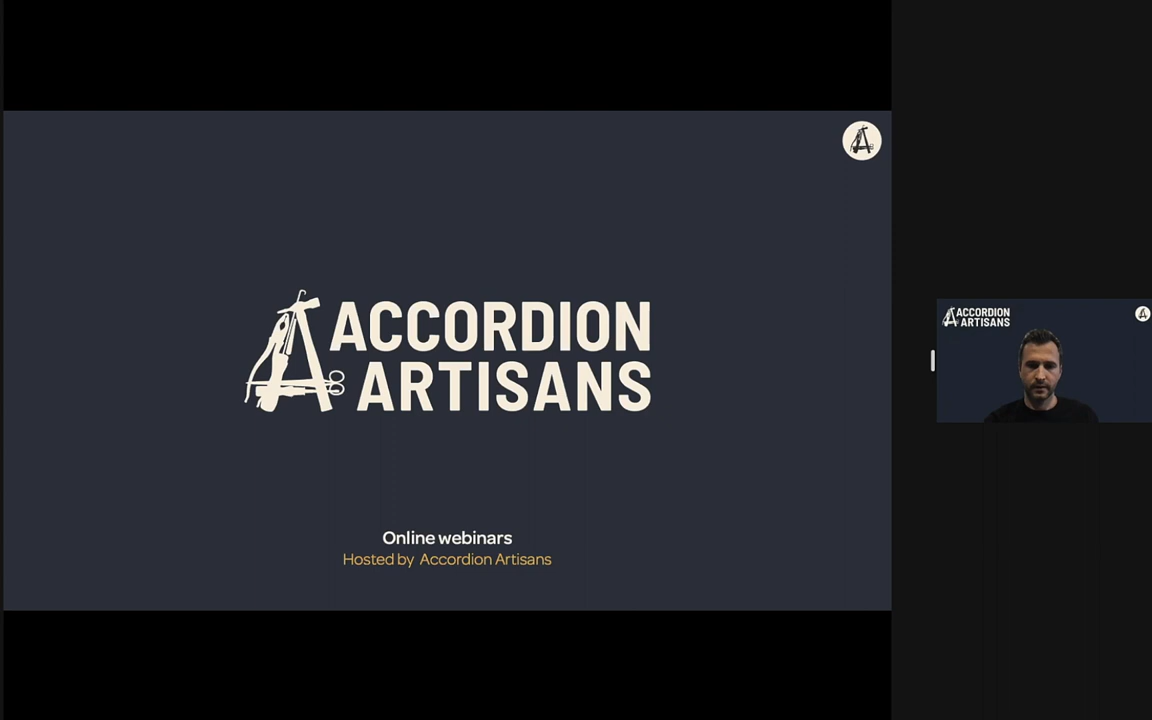 ACCORDION
ARTISANS
Online webinars
Hosted by Accordion Artisans
ACCORDION
ARTISANS